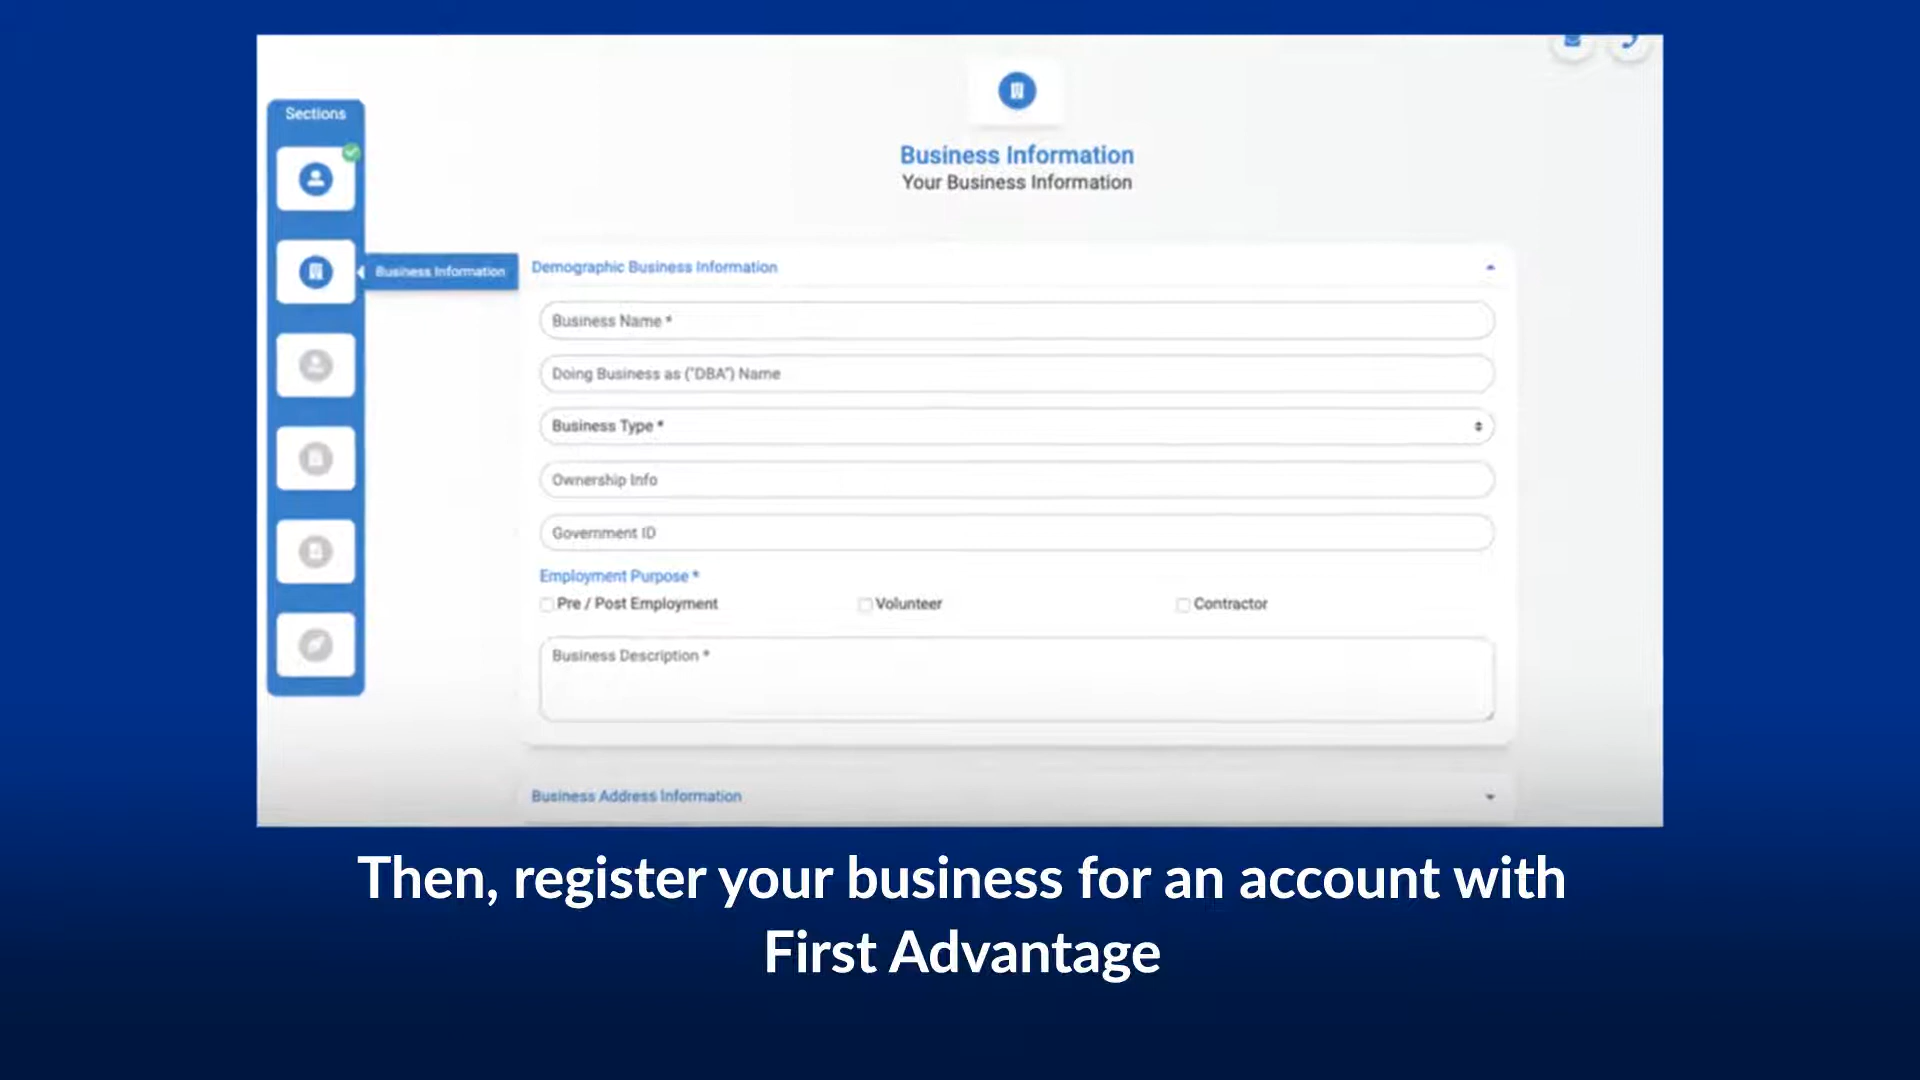 Sections
Business Information
Your Business Information
Business Information
Demographic Business Information
Business Name *
Doing Business as ("DBA") Name
Business Type *
Ownership Info
Government ID
Employment Purpose *
Pre / Post Employment Volunteer Contractor
Business Description *
Business Address Information
Then, register your business for an account with
First Advantage